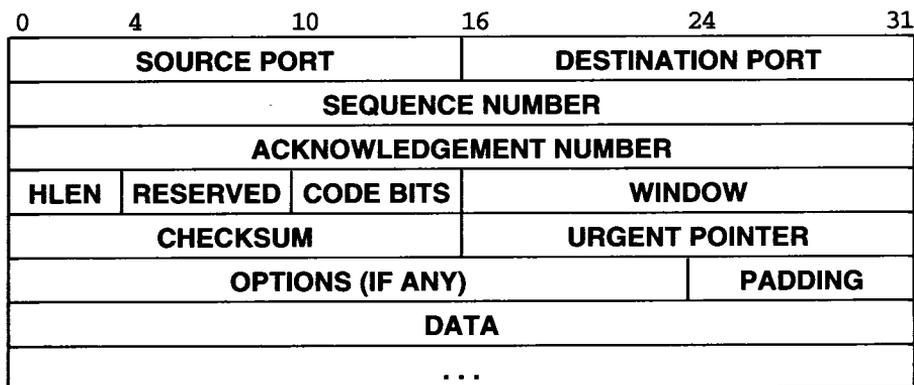 0 4 10 16 24 31
SOURCE PORT DESTINATION PORT
SEQUENCE NUMBER
ACKNOWLEDGEMENT NUMBER
HLEN RESERVED CODE BITS WINDOW
CHECKSUM URGENT POINTER
OPTIONS (IF ANY) PADDING
DATA
...